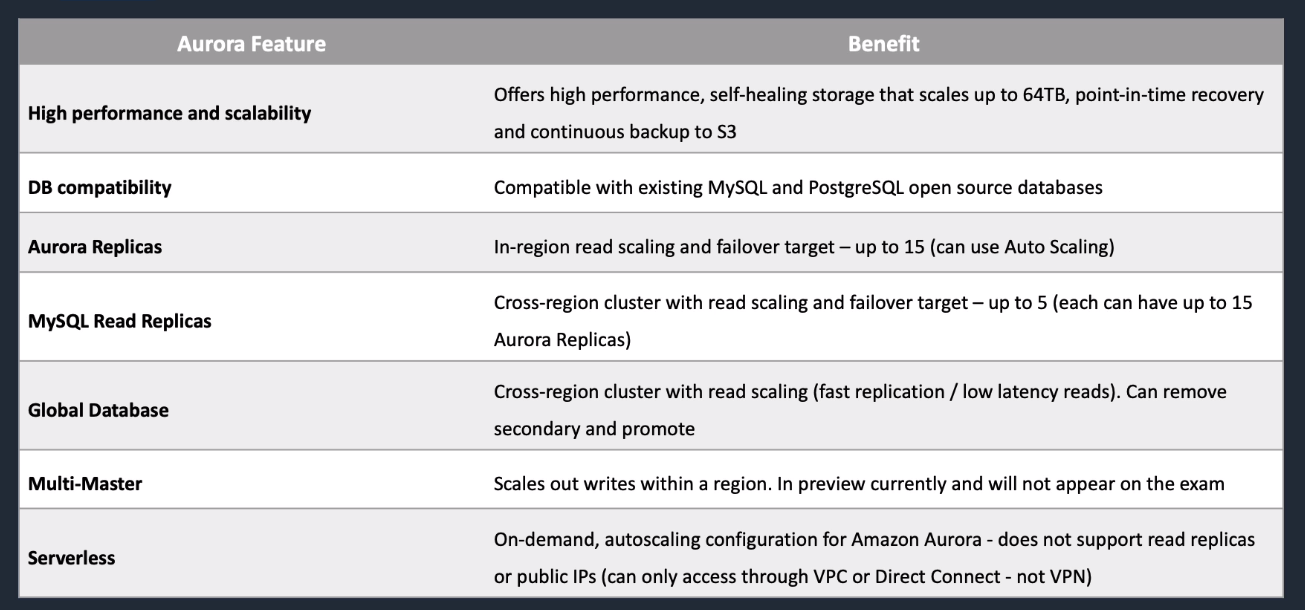 Aurora Feature
Benefit
High performance and scalability
Offers high performance, self-healing storage that scales up to 64TB, point-in-time recovery
and continuous backup to S3
DB compatibility
Compatible with existing MySQL and PostgreSQL open source databases
Aurora Replicas
In-region read scaling and failover target – up to 15 (can use Auto Scaling)
MySQL Read Replicas
Cross-region cluster with read scaling and failover target – up to 5 (each can have up to 15
Aurora Replicas)
Global Database
Cross-region cluster with read scaling (fast replication / low latency reads). Can remove
secondary and promote
Multi-Master
Scales out writes within a region. In preview currently and will not appear on the exam
Serverless
On-demand, autoscaling configuration for Amazon Aurora - does not support read replicas
or public IPs (can only access through VPC or Direct Connect - not VPN)